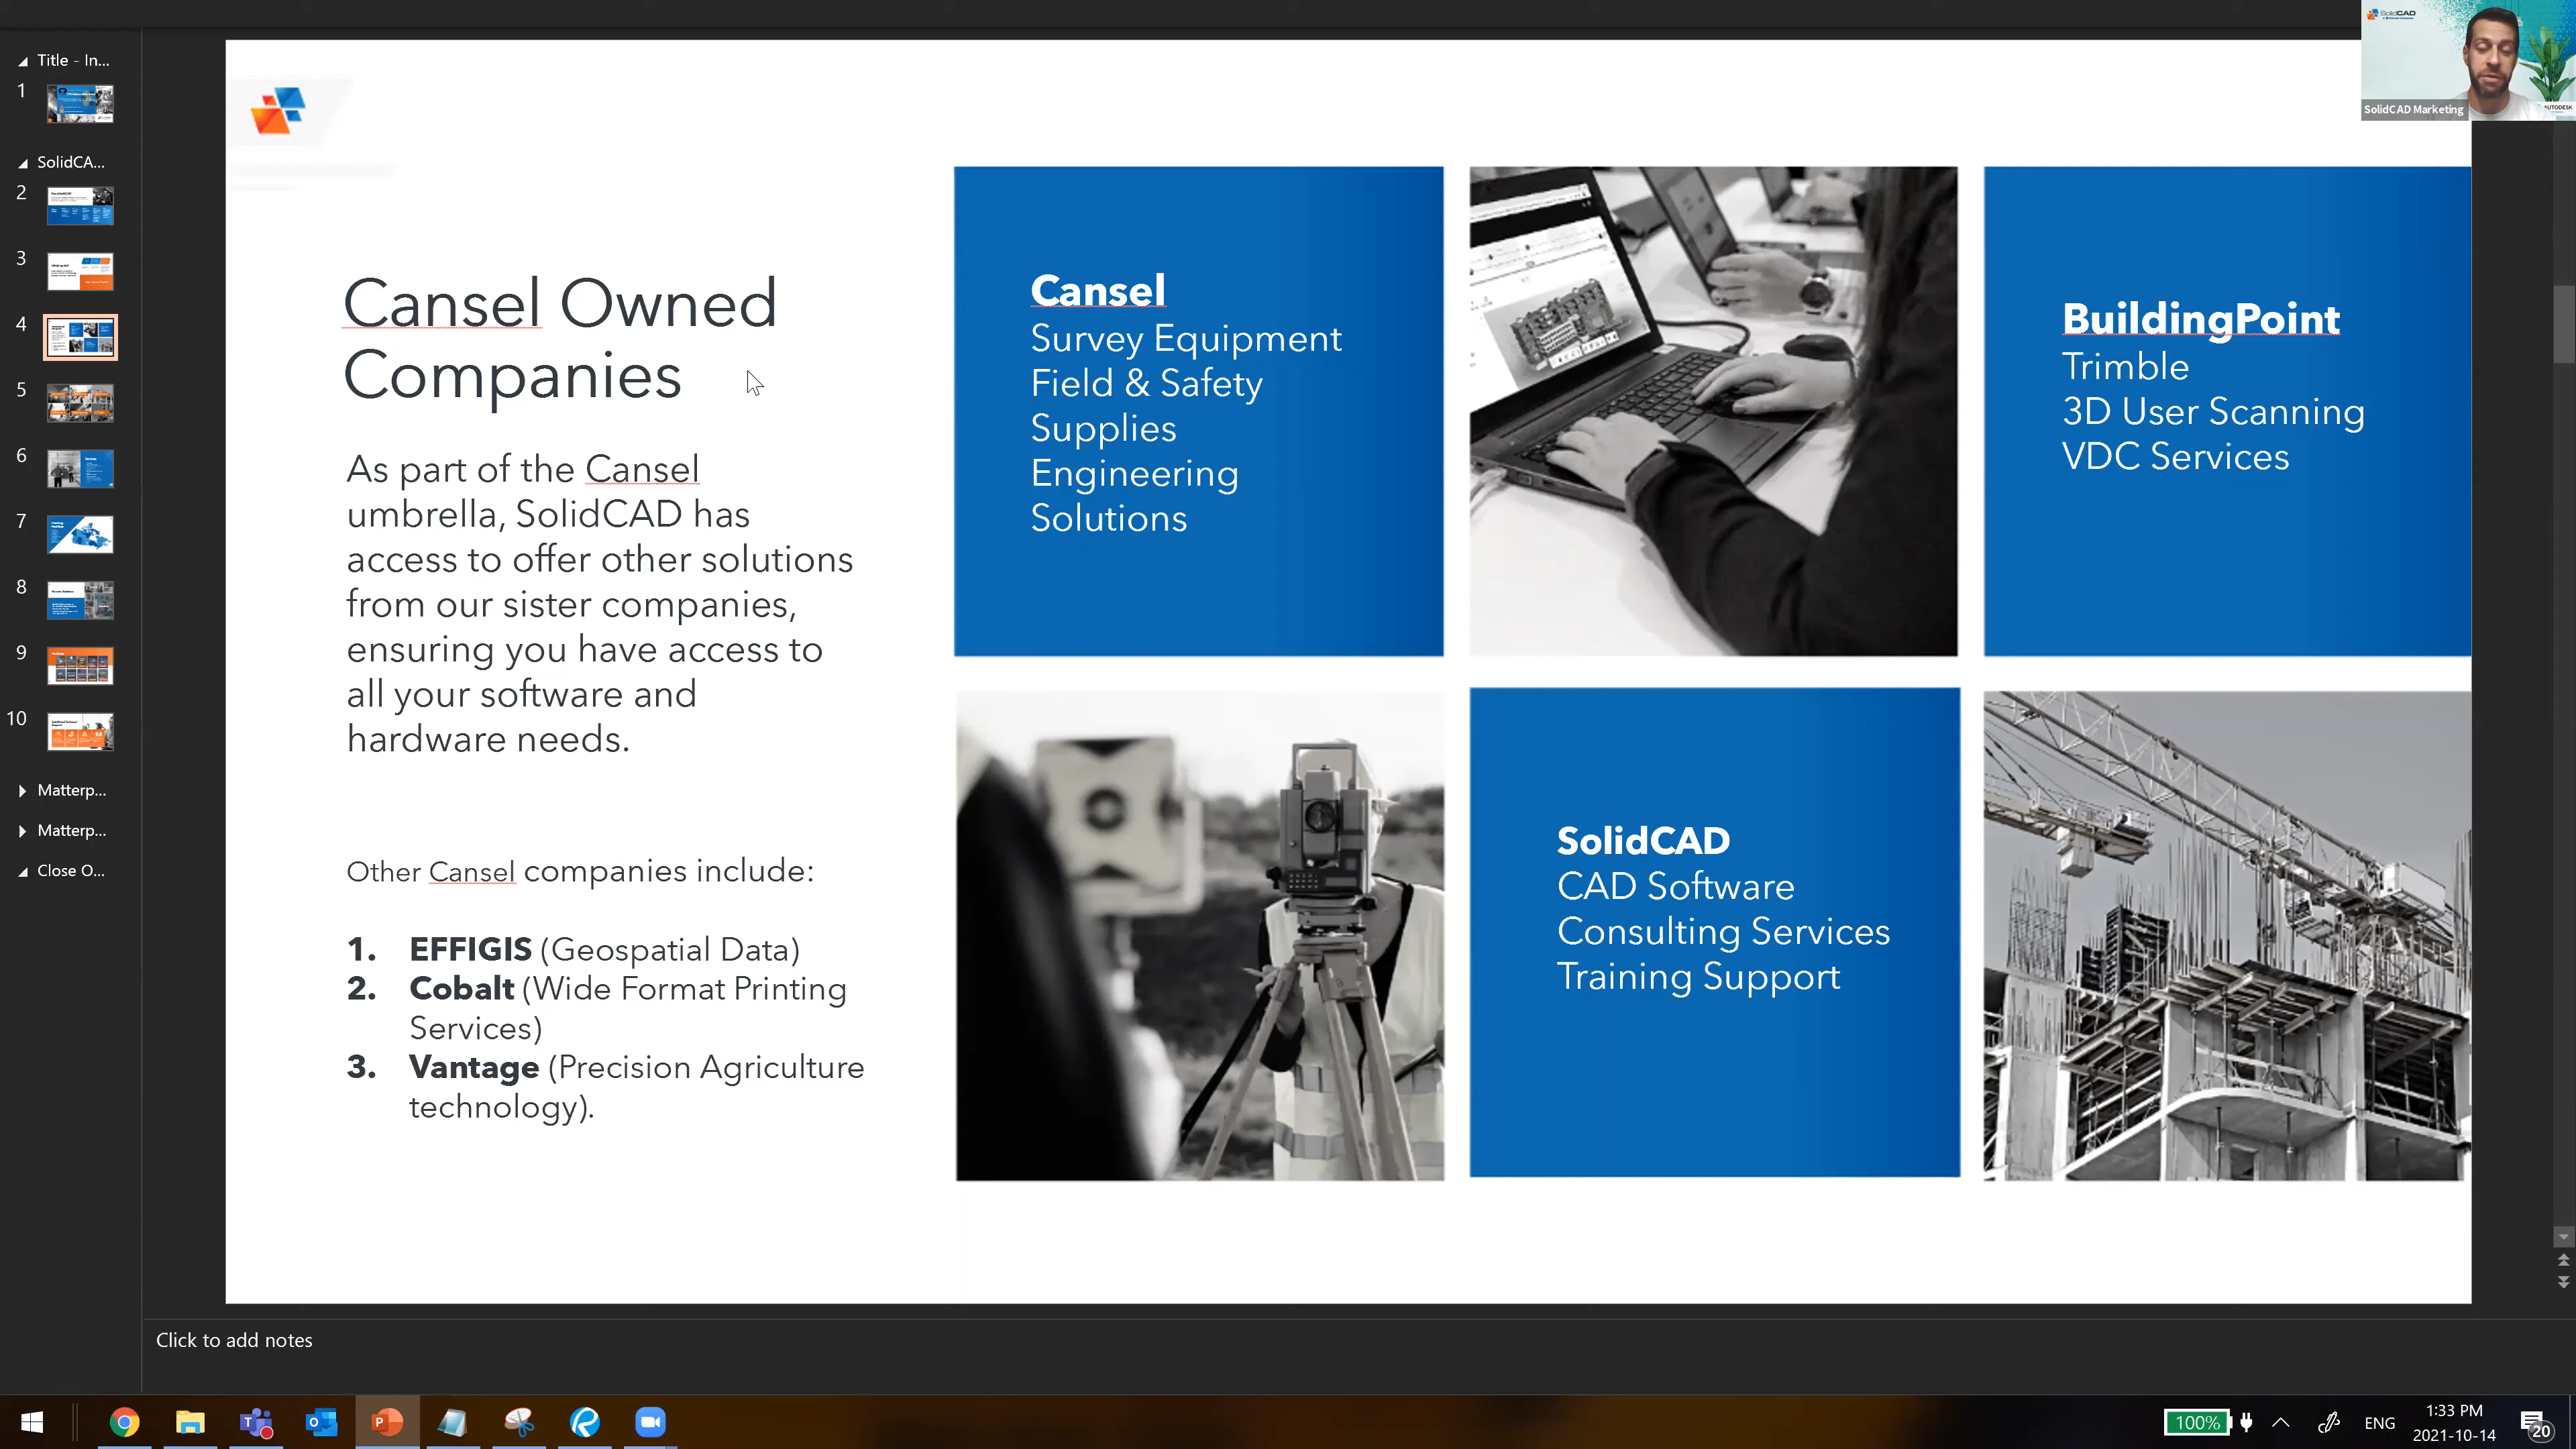 Title - In...
1
SolidCA...
2
3
4
5
6
7
8
9
10
Matterp...
Matterp...
Close O...
Cansel Owned
Companies
As part of the Cansel
umbrella, SolidCAD has
access to offer other solutions
from our sister companies,
ensuring you have access to
all your software and
hardware needs.
Other Cansel companies include:
1. EFFIGIS (Geospatial Data)
2. Cobalt (Wide Format Printing
Services)
3. Vantage (Precision Agriculture
technology).
Cansel
Survey Equipment
Field & Safety
Supplies
Engineering
Solutions
BuildingPoint
Trimble
3D User Scanning
VDC Services
SolidCAD
CAD Software
Consulting Services
Training Support
SolidCAD
SolidCAD Marketing
AUTODESK
Click to add notes
100%
ENG
1:33 PM
2021-10-14
20